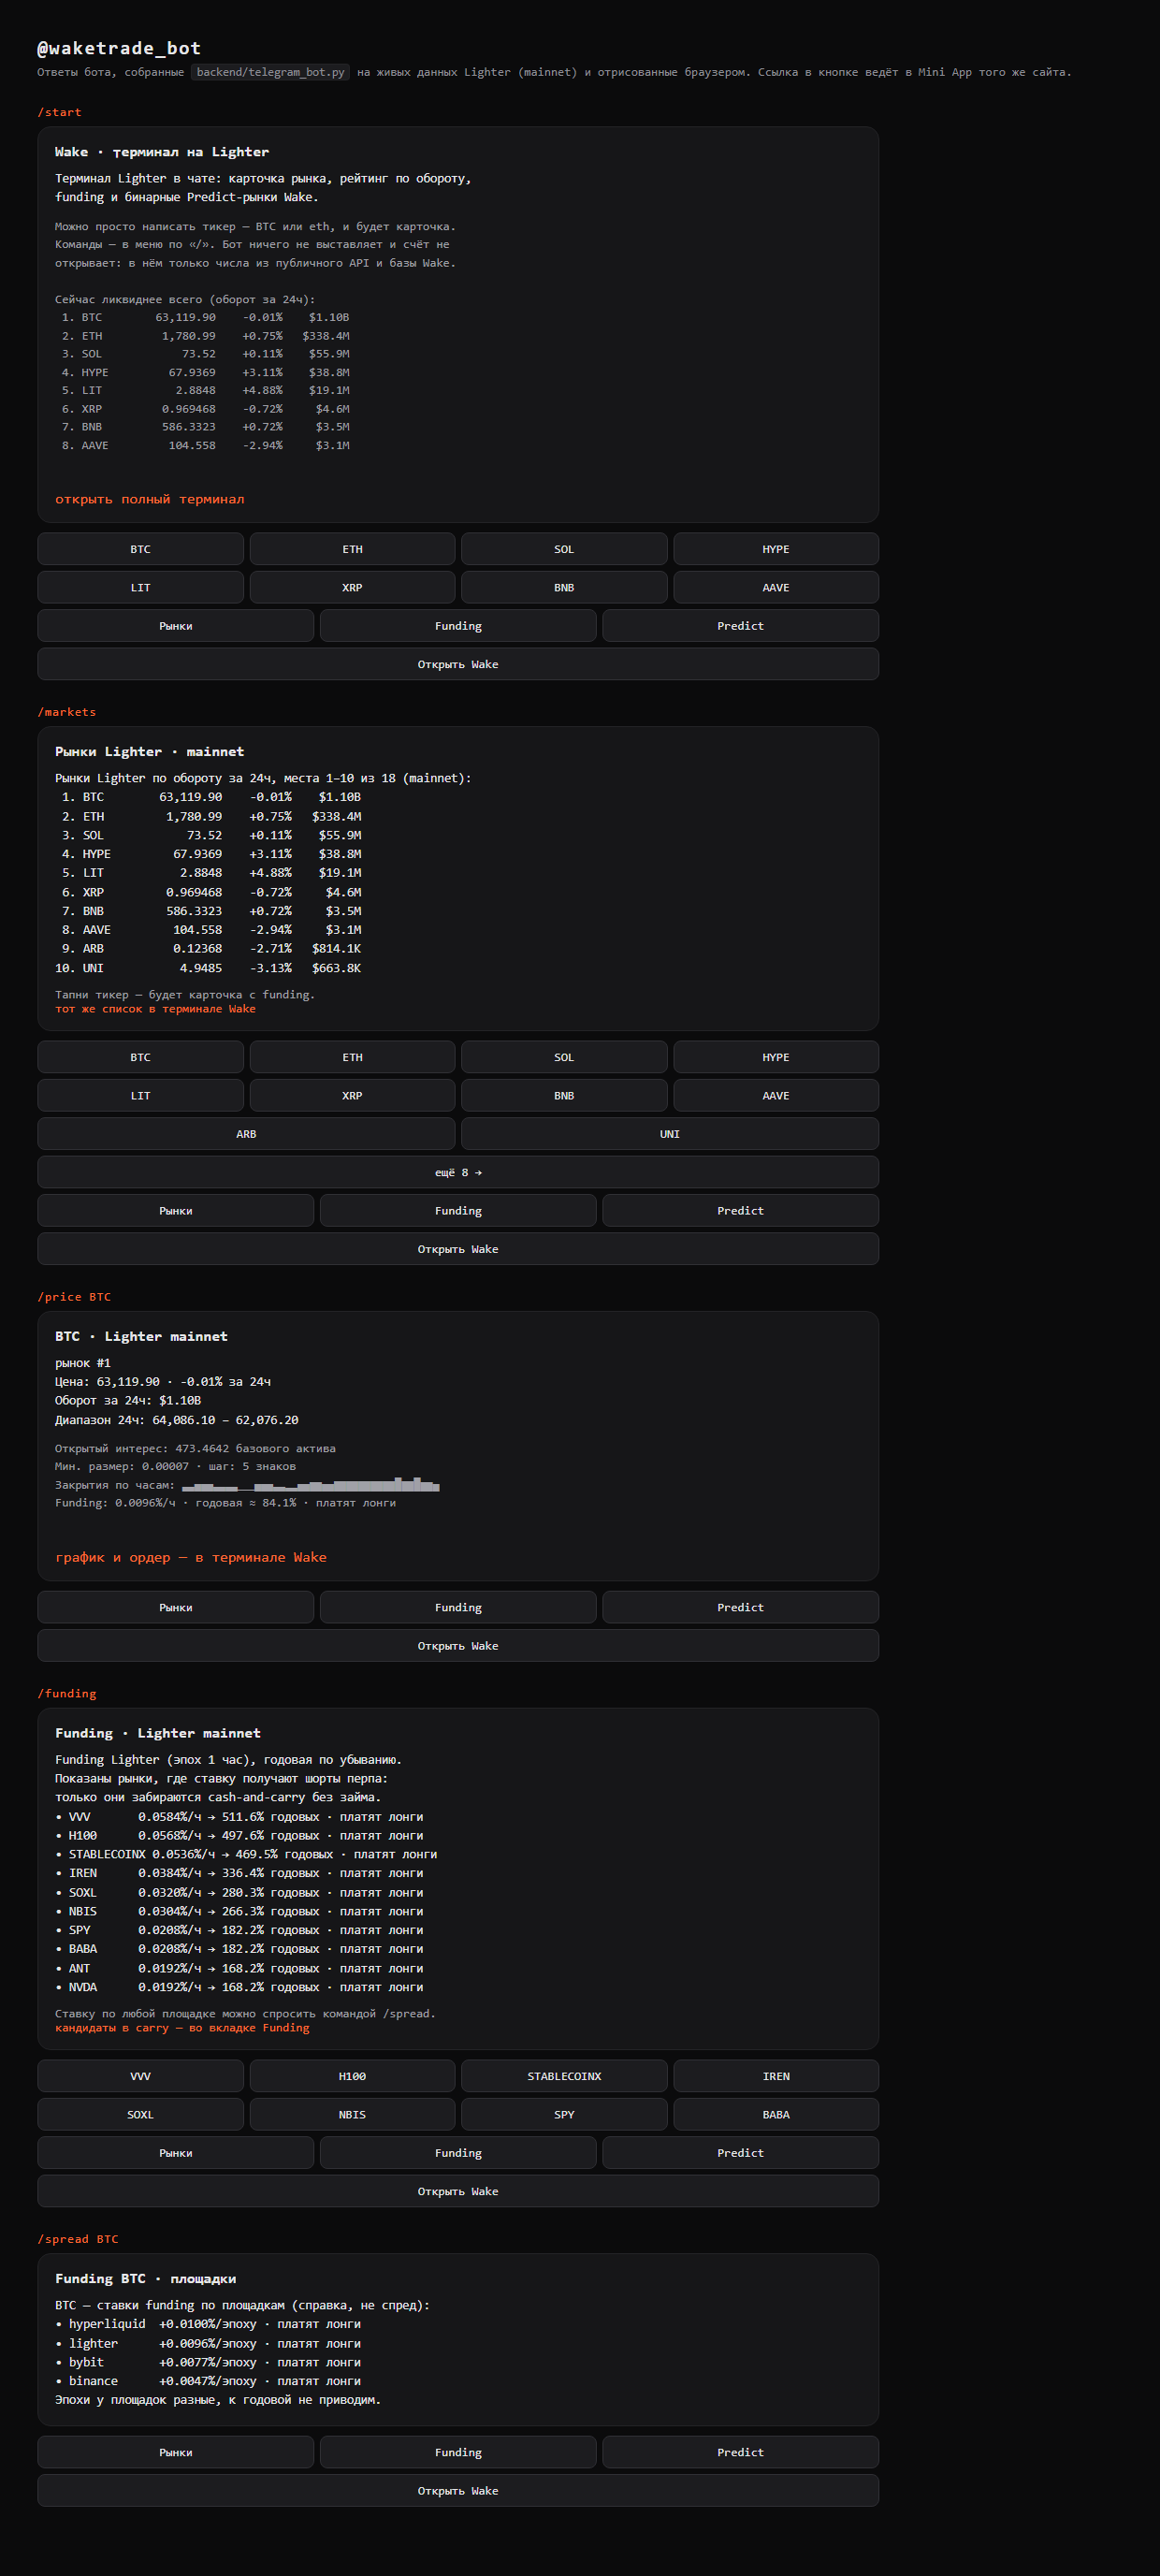 @waketrade_bot
Ответы бота, собранные backend/telegram_bot.py на живых данных Lighter (mainnet) и отрисованные браузером. Ссылка в кнопке ведёт в Mini App того же сайта.
/start
Wake · терминал на Lighter
Терминал Lighter в чате: карточка рынка, рейтинг по обороту,
funding и бинарные Predict-рынки Wake.
Можно просто написать тикер — BTC или eth, и будет карточка.
Команды — в меню по «/». Бот ничего не выставляет и счёт не
открывает: в нём только числа из публичного API и базы Wake.
Сейчас ликвиднее всего (оборот за 24ч):
1. BTC 63,119.90 -0.01% $1.10B
2. ETH 1,780.99 +0.75% $338.4M
3. SOL 73.52 +0.11% $55.9M
4. HYPE 67.9369 +3.11% $38.8M
5. LIT 2.8848 +4.88% $19.1M
6. XRP 0.969468 -0.72% $4.6M
7. BNB 586.3323 +0.72% $3.5M
8. AAVE 104.558 -2.94% $3.1M
открыть полный терминал
BTC ETH SOL HYPE
LIT XRP BNB AAVE
Рынки Funding Predict
Открыть Wake
/markets
Рынки Lighter · mainnet
Рынки Lighter по обороту за 24ч, места 1–10 из 18 (mainnet):
1. BTC 63,119.90 -0.01% $1.10B
2. ETH 1,780.99 +0.75% $338.4M
3. SOL 73.52 +0.11% $55.9M
4. HYPE 67.9369 +3.11% $38.8M
5. LIT 2.8848 +4.88% $19.1M
6. XRP 0.969468 -0.72% $4.6M
7. BNB 586.3323 +0.72% $3.5M
8. AAVE 104.558 -2.94% $3.1M
9. ARB 0.12368 -2.71% $814.1K
10. UNI 4.9485 -3.13% $663.8K
Тапни тикер — будет карточка с funding.
тот же список в терминале Wake
BTC ETH SOL HYPE
LIT XRP BNB AAVE
ARB UNI
ещё 8 →
Рынки Funding Predict
Открыть Wake
/price BTC
BTC · Lighter mainnet
рынок #1
Цена: 63,119.90 · -0.01% за 24ч
Оборот за 24ч: $1.10B
Диапазон 24ч: 64,086.10 – 62,076.20
Открытый интерес: 473.4642 базового актива
Мин. размер: 0.00007 · шаг: 5 знаков
Закрытия по часам:
Funding: 0.0096%/ч · годовая ≈ 84.1% · платят лонги
график и ордер — в терминале Wake
Рынки Funding Predict
Открыть Wake
/funding
Funding · Lighter mainnet
Funding Lighter (эпох 1 час), годовая по убыванию.
Показаны рынки, где ставку получают шорты перпа:
только они забираются cash-and-carry без займа.
• VVV 0.0584%/ч → 511.6% годовых · платят лонги
• H100 0.0568%/ч → 497.6% годовых · платят лонги
• STABLECOINX 0.0536%/ч → 469.5% годовых · платят лонги
• IREN 0.0384%/ч → 336.4% годовых · платят лонги
• SOXL 0.0320%/ч → 280.3% годовых · платят лонги
• NBIS 0.0304%/ч → 266.3% годовых · платят лонги
• SPY 0.0208%/ч → 182.2% годовых · платят лонги
• BABA 0.0208%/ч → 182.2% годовых · платят лонги
• ANT 0.0192%/ч → 168.2% годовых · платят лонги
• NVDA 0.0192%/ч → 168.2% годовых · платят лонги
Ставку по любой площадке можно спросить командой /spread.
кандидаты в carry — во вкладке Funding
VVV H100 STABLECOINX IREN
SOXL NBIS SPY BABA
Рынки Funding Predict
Открыть Wake
/spread BTC
Funding BTC · площадки
BTC — ставки funding по площадкам (справка, не спред):
• hyperliquid +0.0100%/эпоху · платят лонги
• lighter +0.0096%/эпоху · платят лонги
• bybit +0.0077%/эпоху · платят лонги
• binance +0.0047%/эпоху · платят лонги
Эпохи у площадок разные, к годовой не приводим.
Рынки Funding Predict
Открыть Wake